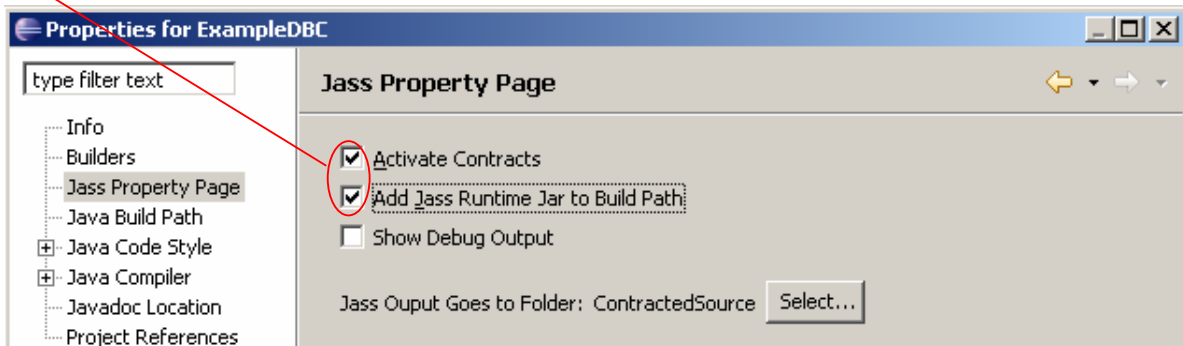 Properties for ExampleDBC
type filter text
Jass Property Page
Info
Builders
Jass Property Page
Java Build Path
Java Code Style
Java Compiler
Javadoc Location
Project References
Activate Contracts
Add Jass Runtime Jar to Build Path
Show Debug Output
Jass Ouput Goes to Folder: ContractedSource Select...